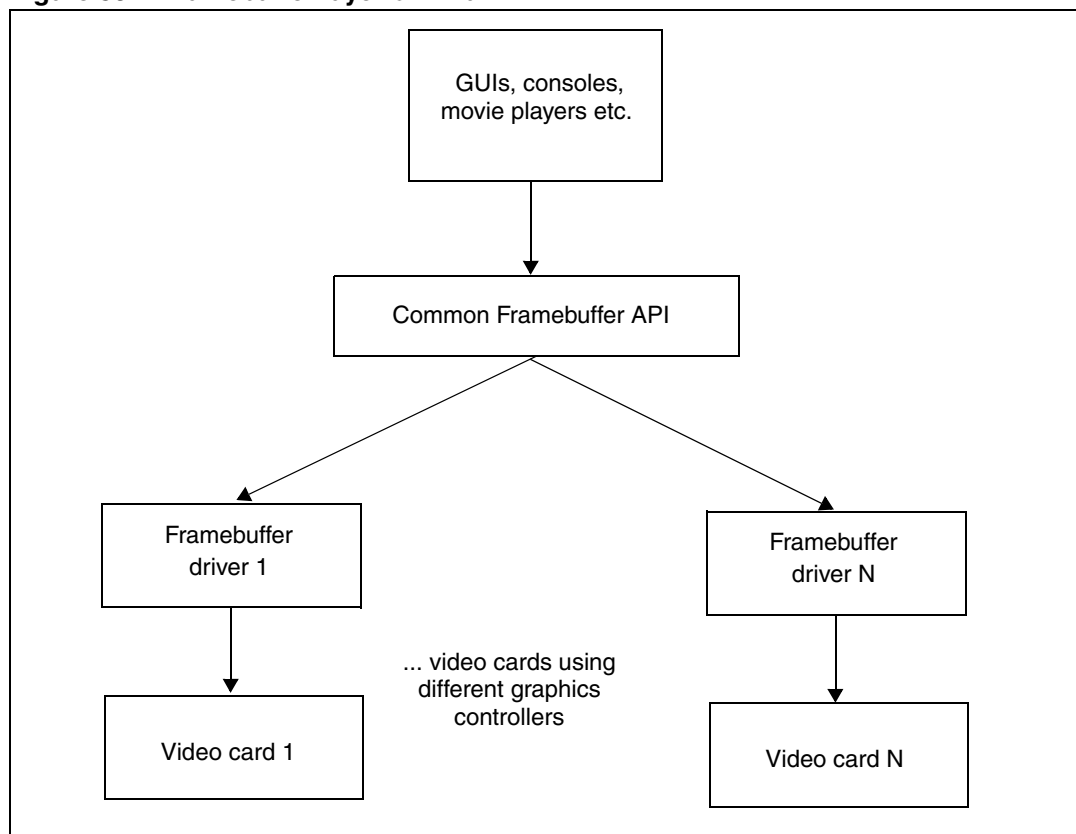 GUIs, consoles,
movie players etc.
Common Framebuffer API
Framebuffer
driver 1
Framebuffer
driver N
... video cards using
different graphics
controllers
Video card 1
Video card N